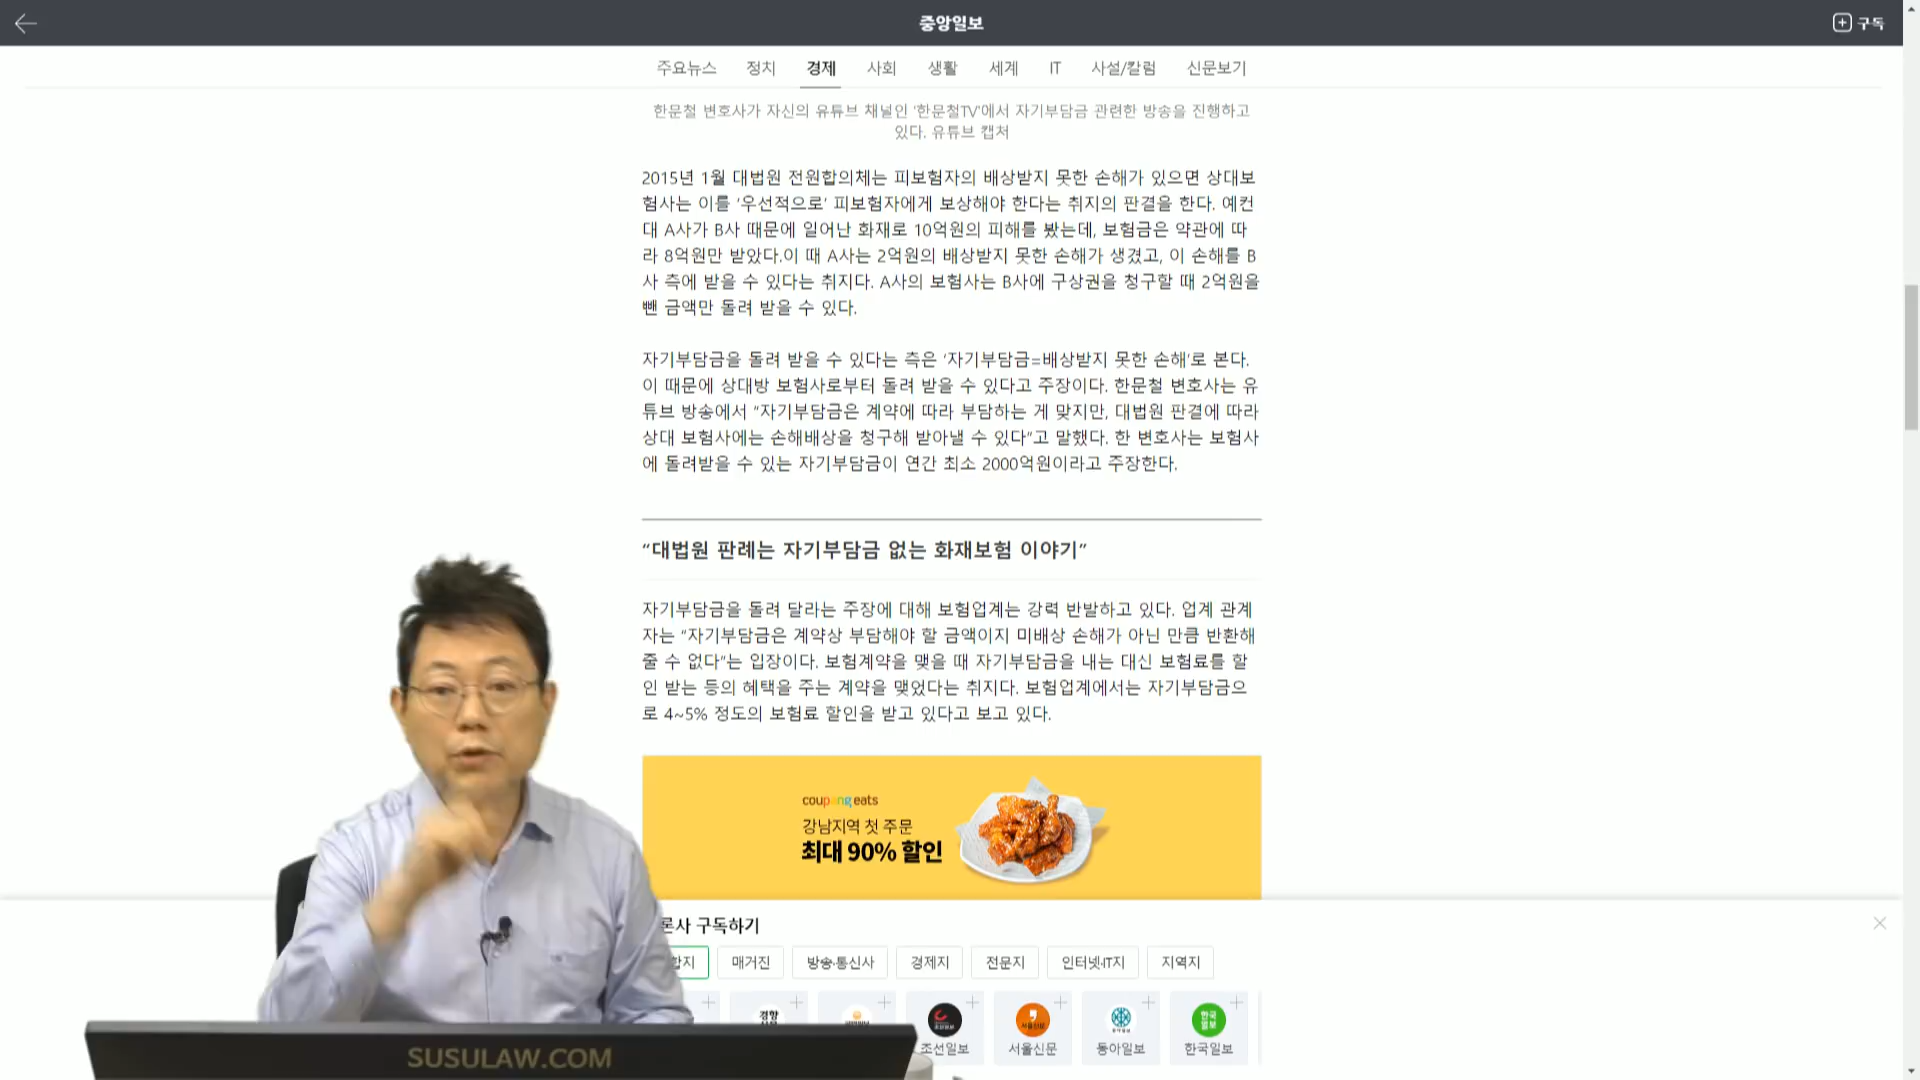 중앙일보
구독
주요뉴스 정치 경제 사회 생활 세계 IT 사설/칼럼 신문보기
한문철 변호사가 자신의 유튜브 채널인 '한문철TV'에서 자기부담금 관련한 방송을 진행하고
있다. 유튜브 캡처
2015년 1월 대법원 전원합의체는 피보험자의 배상받지 못한 손해가 있으면 상대보
험사는 이를 ‘우선적으로’ 피보험자에게 보상해야 한다는 취지의 판결을 한다. 예컨
대 A사가 B사 때문에 일어난 화재로 10억원의 피해를 봤는데, 보험금은 약관에 따
라 8억원만 받았다.이 때 A사는 2억원의 배상받지 못한 손해가 생겼고, 이 손해를 B
사 측에 받을 수 있다는 취지다. A사의 보험사는 B사에 구상권을 청구할 때 2억원을
뺀 금액만 돌려 받을 수 있다.
자기부담금을 돌려 받을 수 있다는 측은 ‘자기부담금=배상받지 못한 손해’로 본다.
이 때문에 상대방 보험사로부터 돌려 받을 수 있다고 주장이다. 한문철 변호사는 유
튜브 방송에서 “자기부담금은 계약에 따라 부담하는 게 맞지만, 대법원 판결에 따라
상대 보험사에는 손해배상을 청구해 받아낼 수 있다”고 말했다. 한 변호사는 보험사
에 돌려받을 수 있는 자기부담금이 연간 최소 2000억원이라고 주장한다.
“대법원 판례는 자기부담금 없는 화재보험 이야기”
자기부담금을 돌려 달라는 주장에 대해 보험업계는 강력 반발하고 있다. 업계 관계
자는 “자기부담금은 계약상 부담해야 할 금액이지 미배상 손해가 아닌 만큼 반환해
줄 수 없다”는 입장이다. 보험계약을 맺을 때 자기부담금을 내는 대신 보험료를 할
인 받는 등의 혜택을 주는 계약을 맺었다는 취지다. 보험업계에서는 자기부담금으
로 4~5% 정도의 보험료 할인을 받고 있다고 보고 있다.
coupang eats
강남지역 첫 주문
최대 90% 할인
론사 구독하기
합지 매거진 방송·통신사 경제지 전문지 인터넷·IT지 지역지
경향
한국일보
조선일보 서울신문 동아일보 한국일보
SUSULAW.COM